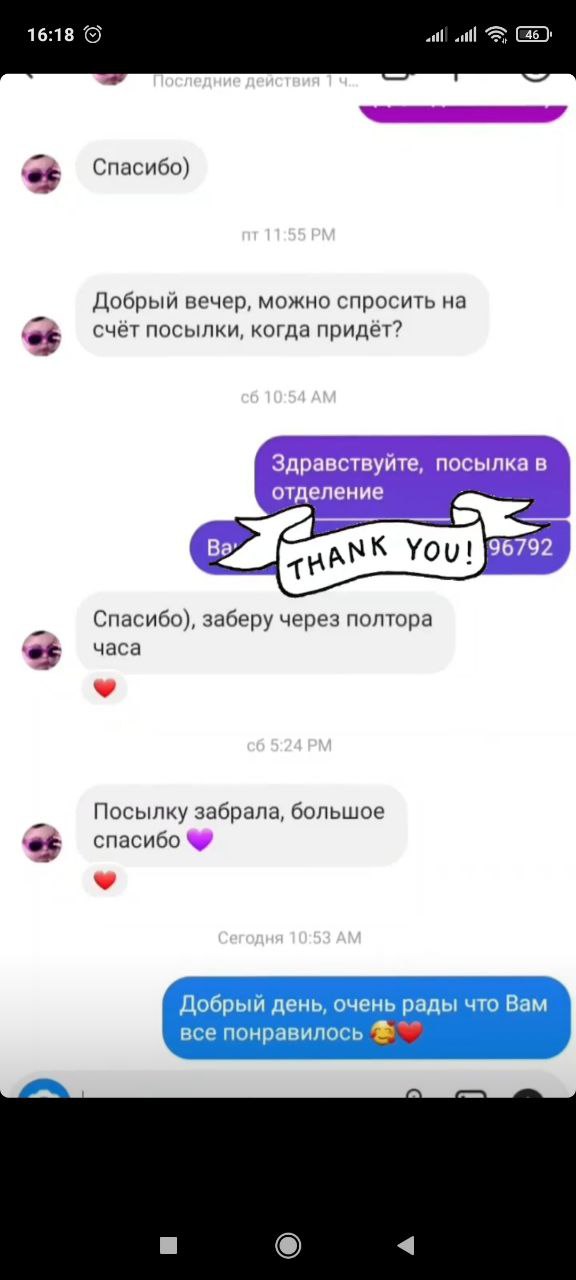 16:18
46
Последние действия 1 ч...
Спасибо)
пт 11:55 PM
Добрый вечер, можно спросить на
счёт посылки, когда придёт?
сб 10:54 AM
Здравствуйте, посылка в
отделение
96792
THANK YOU!
Спасибо), заберу через полтора
часа
сб 5:24 PM
Посылку забрала, большое
спасибо 💜
Сегодня 10:53 AM
Добрый день, очень рады что Вам
все понравилось 🥰❤️